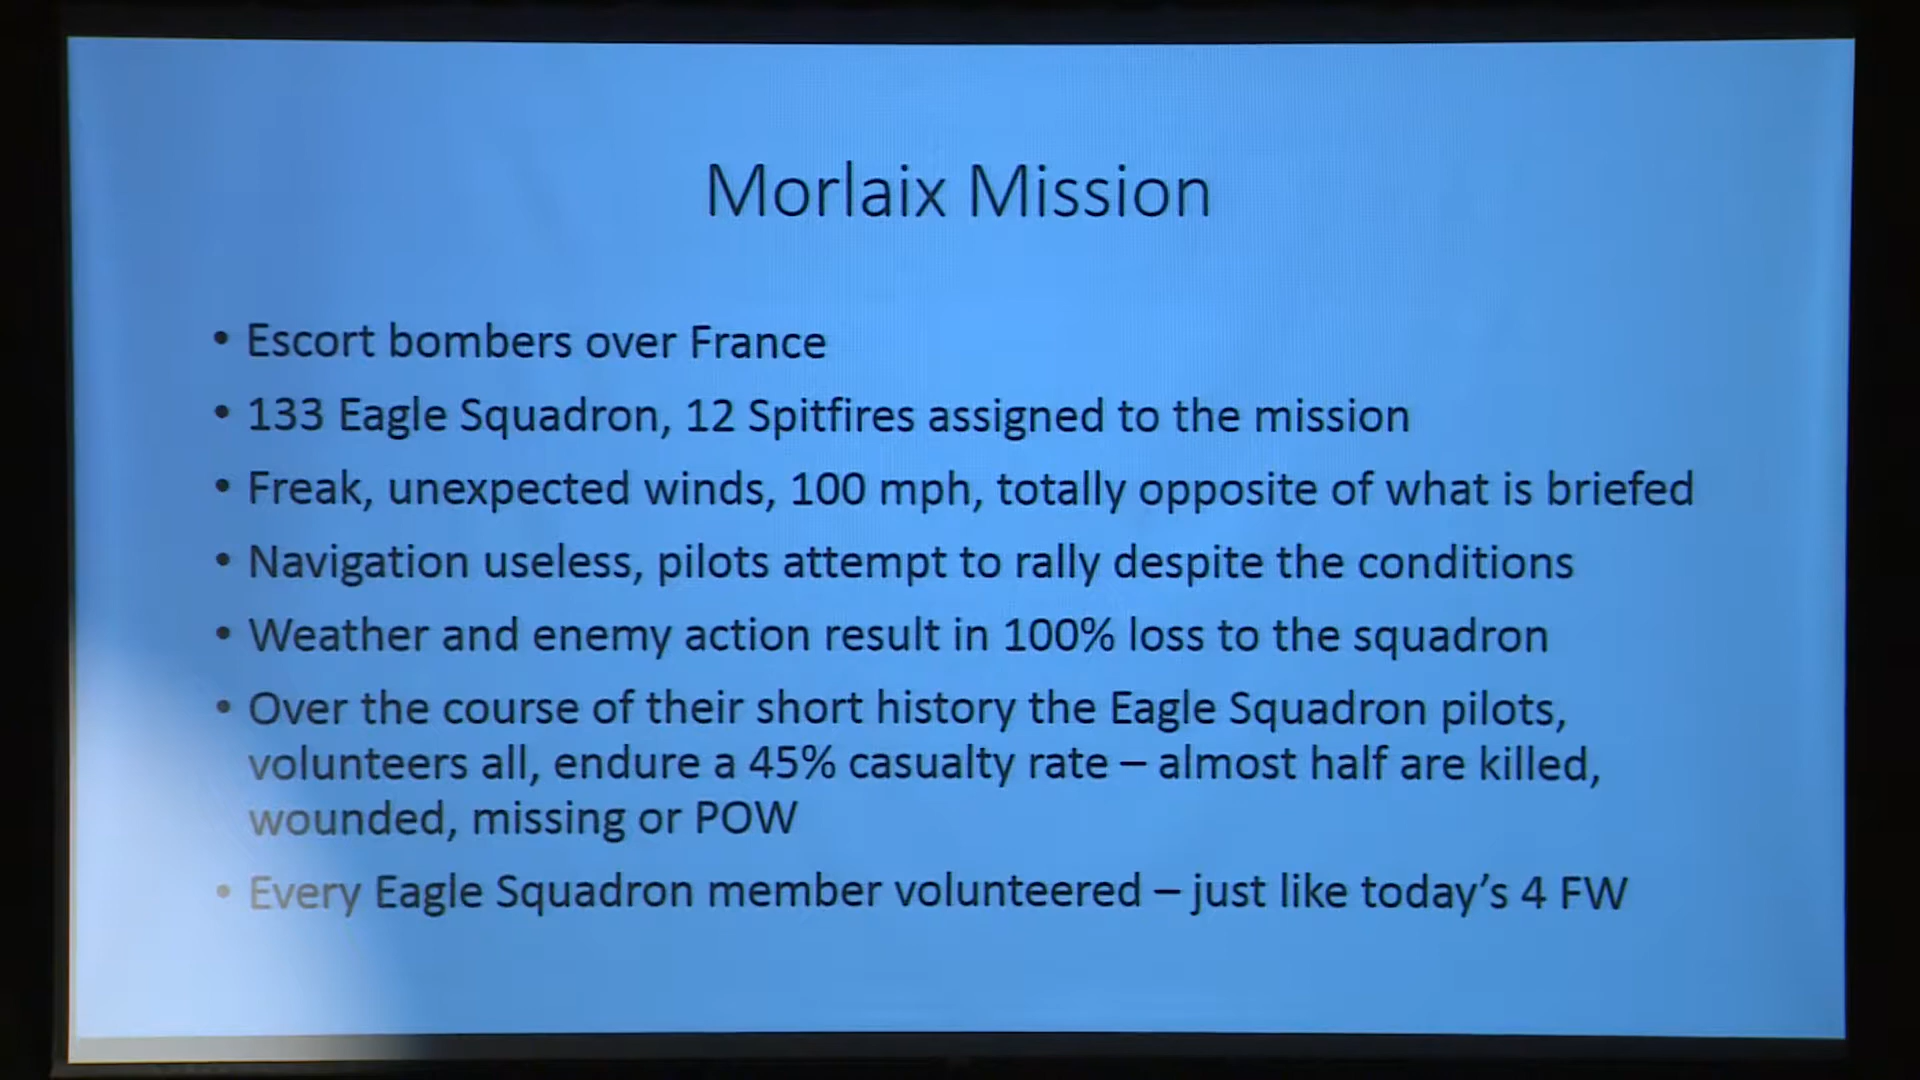 Morlaix Mission
• Escort bombers over France
• 133 Eagle Squadron, 12 Spitfires assigned to the mission
• Freak, unexpected winds, 100 mph, totally opposite of what is briefed
• Navigation useless, pilots attempt to rally despite the conditions
• Weather and enemy action result in 100% loss to the squadron
• Over the course of their short history the Eagle Squadron pilots,
volunteers all, endure a 45% casualty rate – almost half are killed,
wounded, missing or POW
• Every Eagle Squadron member volunteered – just like today's 4 FW